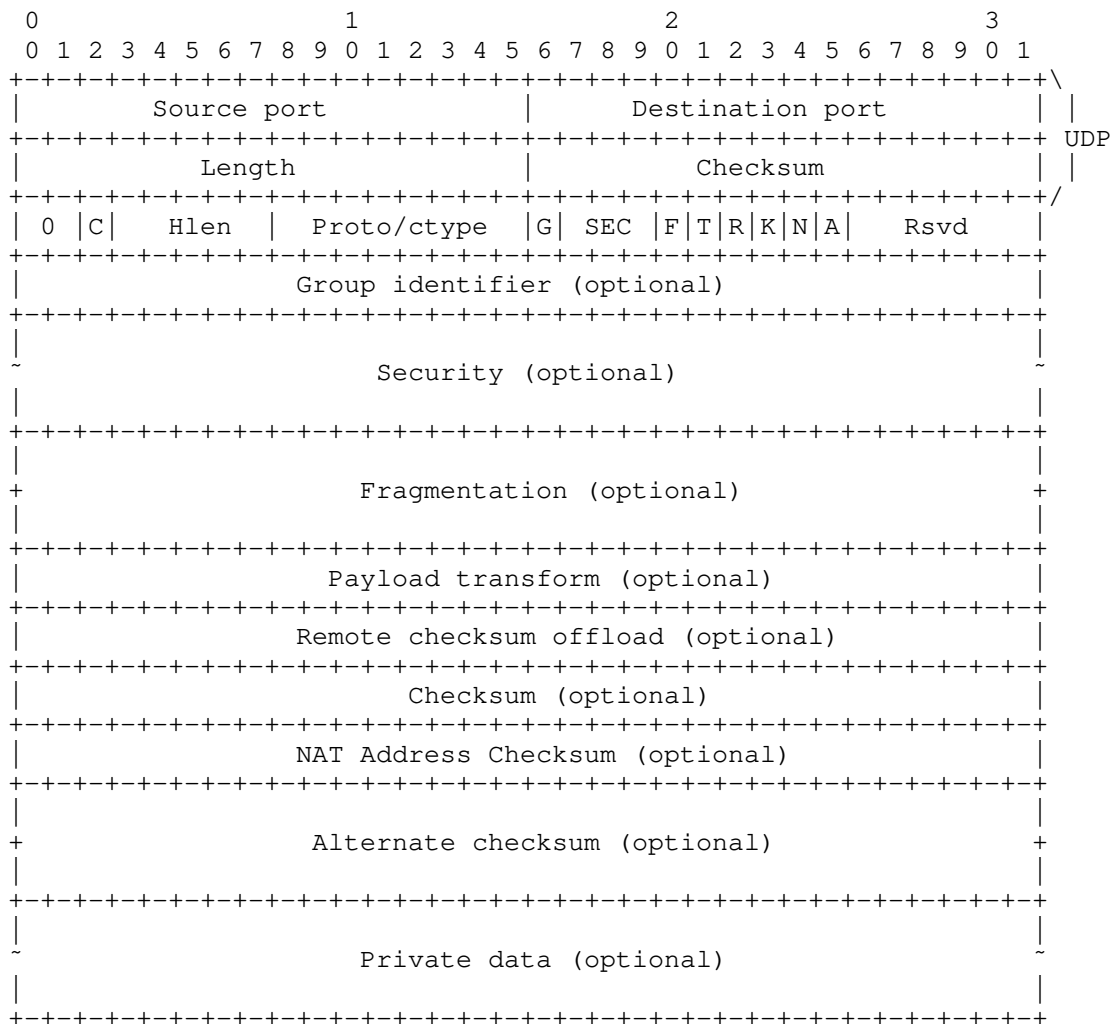 0                   1                   2                   3
 0 1 2 3 4 5 6 7 8 9 0 1 2 3 4 5 6 7 8 9 0 1 2 3 4 5 6 7 8 9 0 1
+-+-+-+-+-+-+-+-+-+-+-+-+-+-+-+-+-+-+-+-+-+-+-+-+-+-+-+-+-+-+-+-+\
|        Source port            |      Destination port         | |
+-+-+-+-+-+-+-+-+-+-+-+-+-+-+-+-+-+-+-+-+-+-+-+-+-+-+-+-+-+-+-+-+ UDP
|           Length              |          Checksum             | |
+-+-+-+-+-+-+-+-+-+-+-+-+-+-+-+-+-+-+-+-+-+-+-+-+-+-+-+-+-+-+-+-+/
| 0 |C|   Hlen  |  Proto/ctype  |G| SEC |F|T|R|K|N|A|   Rsvd    |
+-+-+-+-+-+-+-+-+-+-+-+-+-+-+-+-+-+-+-+-+-+-+-+-+-+-+-+-+-+-+-+-+
|                 Group identifier (optional)                   |
+-+-+-+-+-+-+-+-+-+-+-+-+-+-+-+-+-+-+-+-+-+-+-+-+-+-+-+-+-+-+-+-+
|                                                               |
~                      Security (optional)                      ~
|                                                               |
+-+-+-+-+-+-+-+-+-+-+-+-+-+-+-+-+-+-+-+-+-+-+-+-+-+-+-+-+-+-+-+-+
|                                                               |
+                     Fragmentation (optional)                  +
|                                                               |
+-+-+-+-+-+-+-+-+-+-+-+-+-+-+-+-+-+-+-+-+-+-+-+-+-+-+-+-+-+-+-+-+
|                   Payload transform (optional)                |
+-+-+-+-+-+-+-+-+-+-+-+-+-+-+-+-+-+-+-+-+-+-+-+-+-+-+-+-+-+-+-+-+
|                 Remote checksum offload (optional)            |
+-+-+-+-+-+-+-+-+-+-+-+-+-+-+-+-+-+-+-+-+-+-+-+-+-+-+-+-+-+-+-+-+
|                        Checksum (optional)                    |
+-+-+-+-+-+-+-+-+-+-+-+-+-+-+-+-+-+-+-+-+-+-+-+-+-+-+-+-+-+-+-+-+
|                 NAT Address Checksum (optional)               |
+-+-+-+-+-+-+-+-+-+-+-+-+-+-+-+-+-+-+-+-+-+-+-+-+-+-+-+-+-+-+-+-+
|                                                               |
+                  Alternate checksum (optional)                +
|                                                               |
+-+-+-+-+-+-+-+-+-+-+-+-+-+-+-+-+-+-+-+-+-+-+-+-+-+-+-+-+-+-+-+-+
|                                                               |
~                     Private data (optional)                   ~
|                                                               |
+-+-+-+-+-+-+-+-+-+-+-+-+-+-+-+-+-+-+-+-+-+-+-+-+-+-+-+-+-+-+-+-+